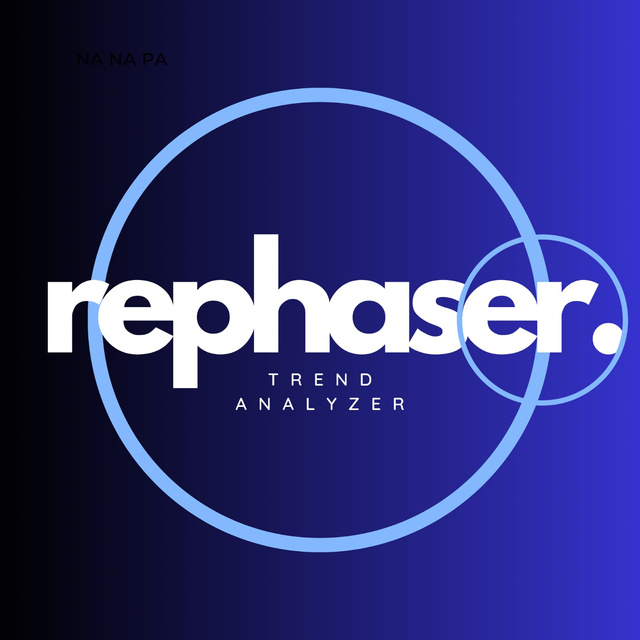 NA NA PA
rephaser.
TREND
ANALYZER